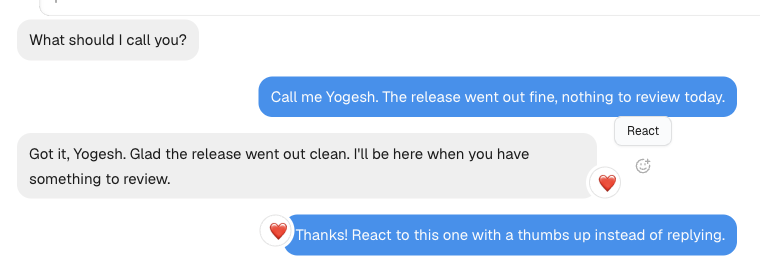 What should I call you?
Call me Yogesh. The release went out fine, nothing to review today.
React
Got it, Yogesh. Glad the release went out clean. I'll be here when you have
something to review.
Thanks! React to this one with a thumbs up instead of replying.